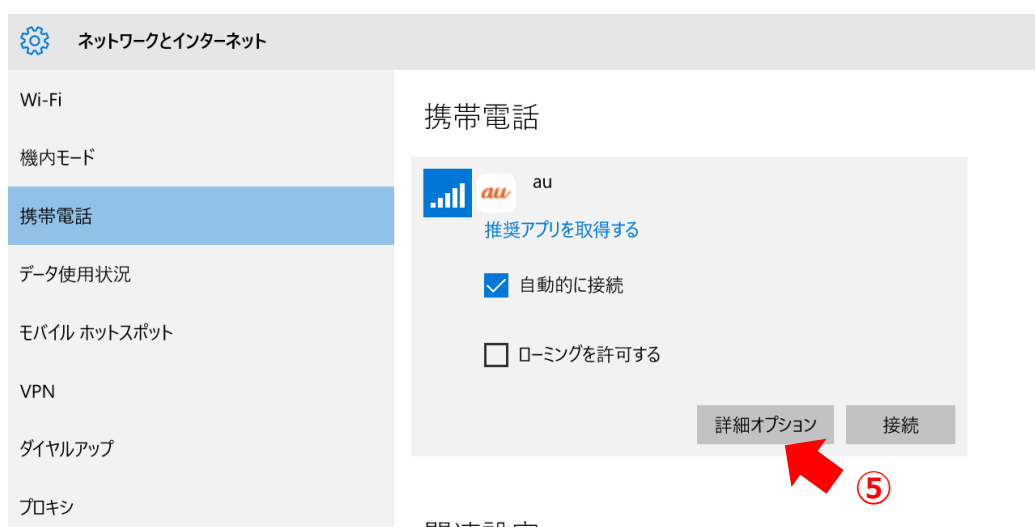 ネットワークとインターネット
Wi-Fi
機内モード
携帯電話
データ使用状況
モバイル ホットスポット
VPN
ダイヤルアップ
プロキシ
携帯電話
au
au
推奨アプリを取得する
自動的に接続
ローミングを許可する
詳細オプション
接続
⑤